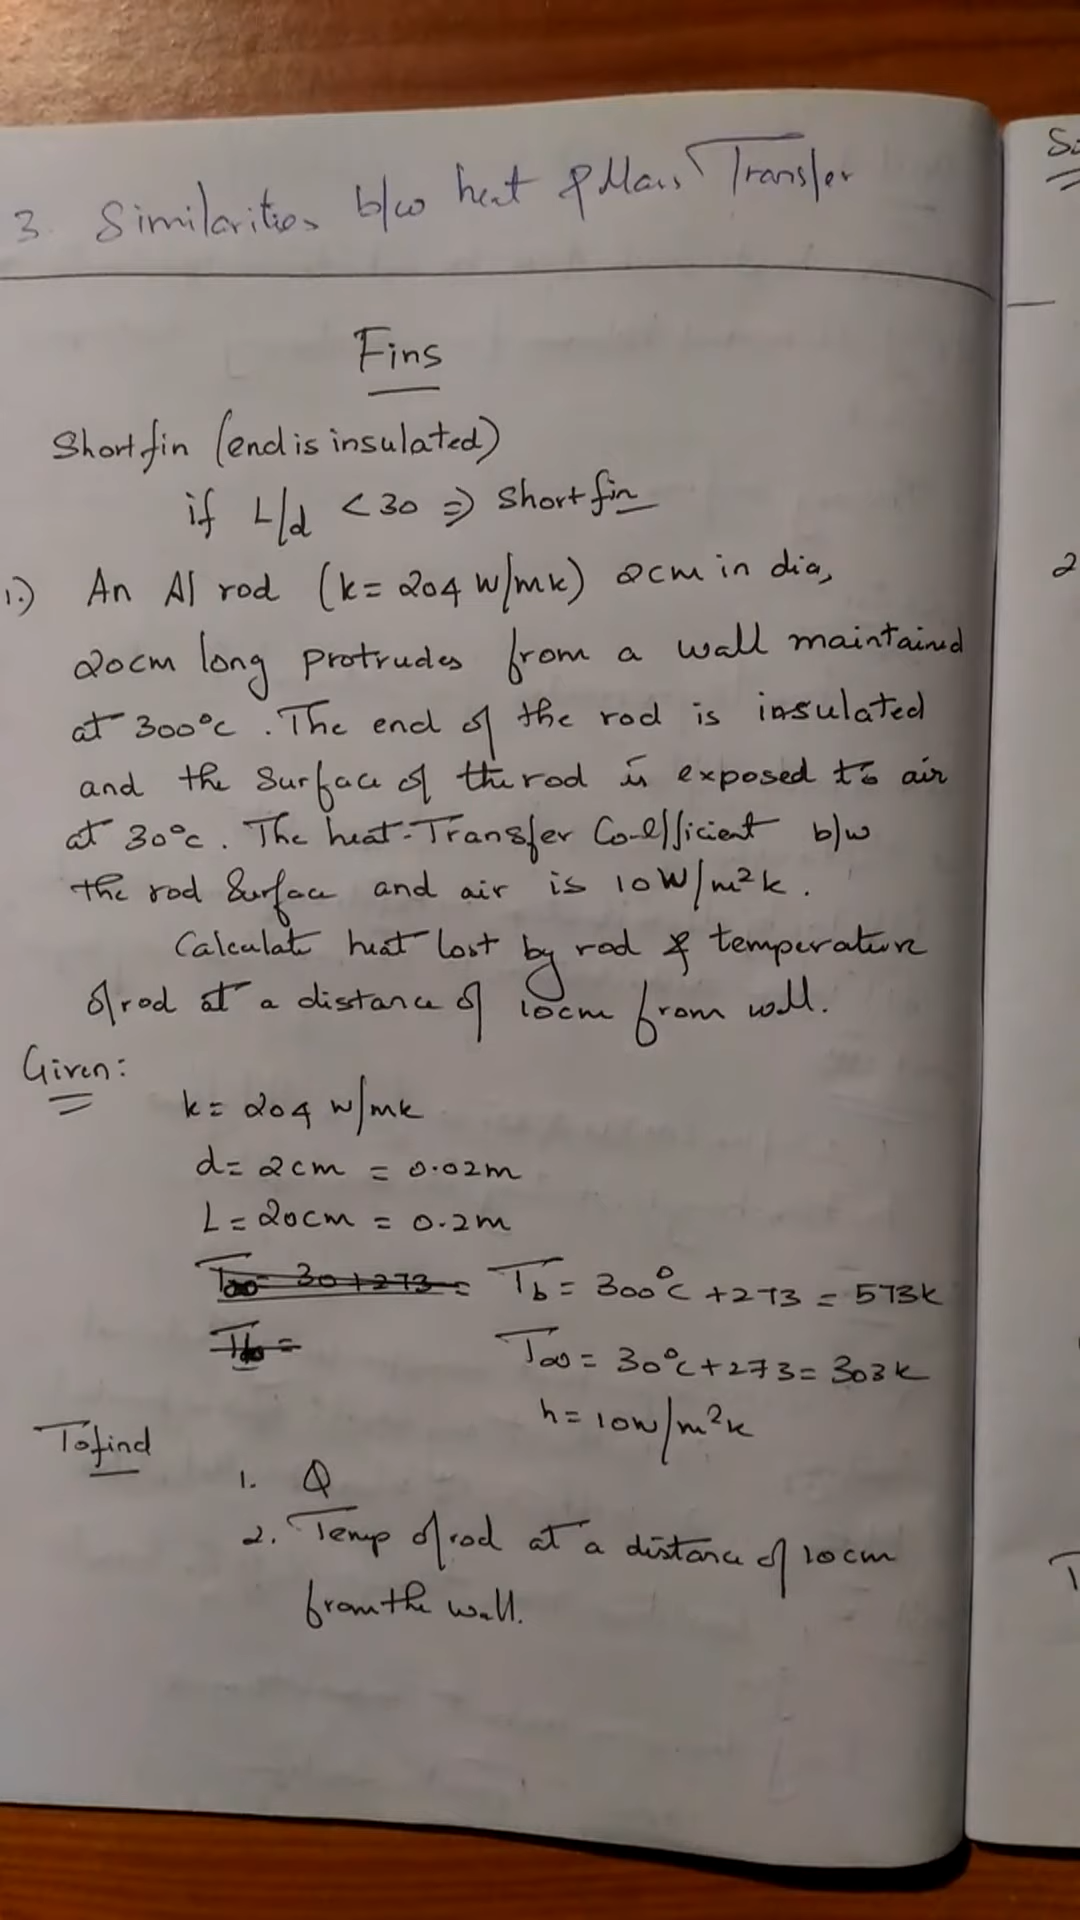 3. Similarities b/w heat & Mass Transfer
Fins
Short fin (end is insulated)
if L/d < 30 ⇒ Short fin
1.) An Al rod (k = 204 W/mk) 2cm in dia,
20cm long protrudes from a wall maintained
at 300°c. The end of the rod is insulated
and the Surface of the rod is exposed to air
at 30°c. The heat-Transfer Co-efficient b/w
the rod Surface and air is 10W/m²k.
Calculate heat lost by rod & temperature
of rod at a distance of 10cm from wall.
Given:
k = 204 W/mk
d = 2cm = 0.02m
L = 20cm = 0.2m
T∞ = 30 + 273 = Tb = 300°C + 273 = 573k
T∞ = 30°C + 273 = 303k
h = 10W/m²k
To find
1. Q
2. Temp of rod at a distance of 10cm
from the wall.
2